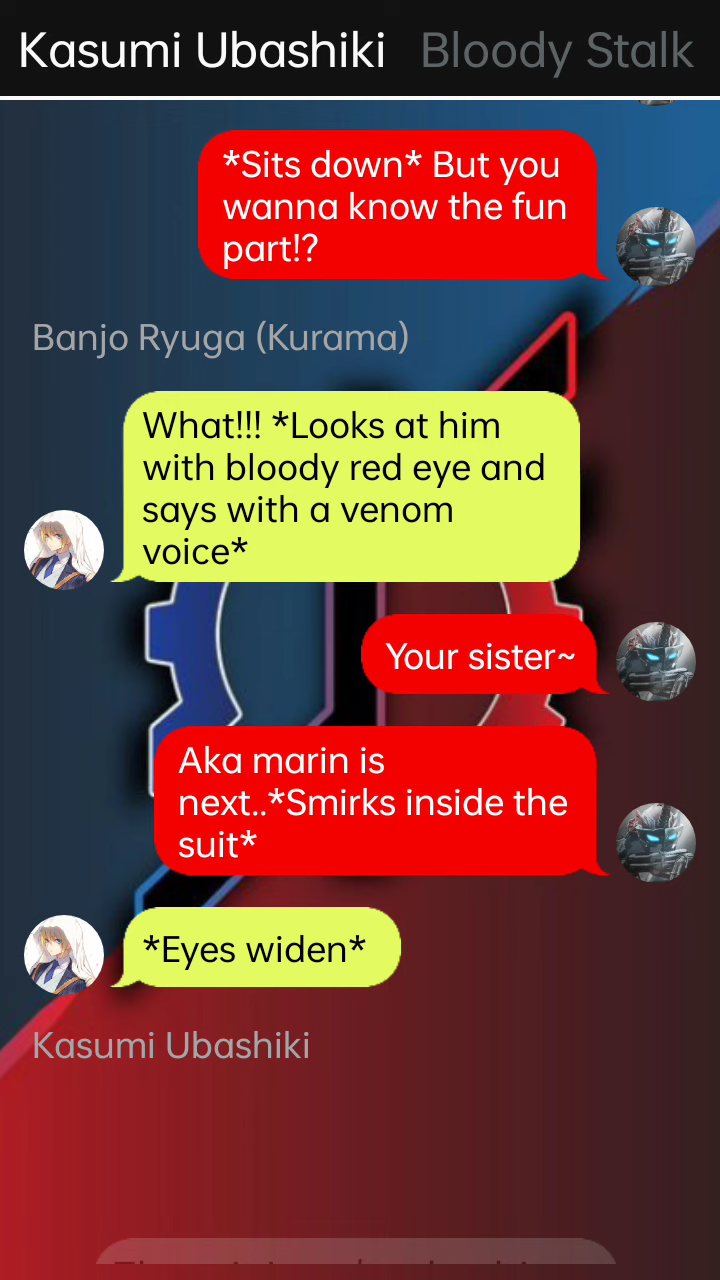 Kasumi Ubashiki Bloody Stalk
*Sits down* But you
wanna know the fun
part!?
Banjo Ryuga (Kurama)
What!!! *Looks at him
with bloody red eye and
says with a venom
voice*
Your sister~
Aka marin is
next..*Smirks inside the
suit*
*Eyes widen*
Kasumi Ubashiki